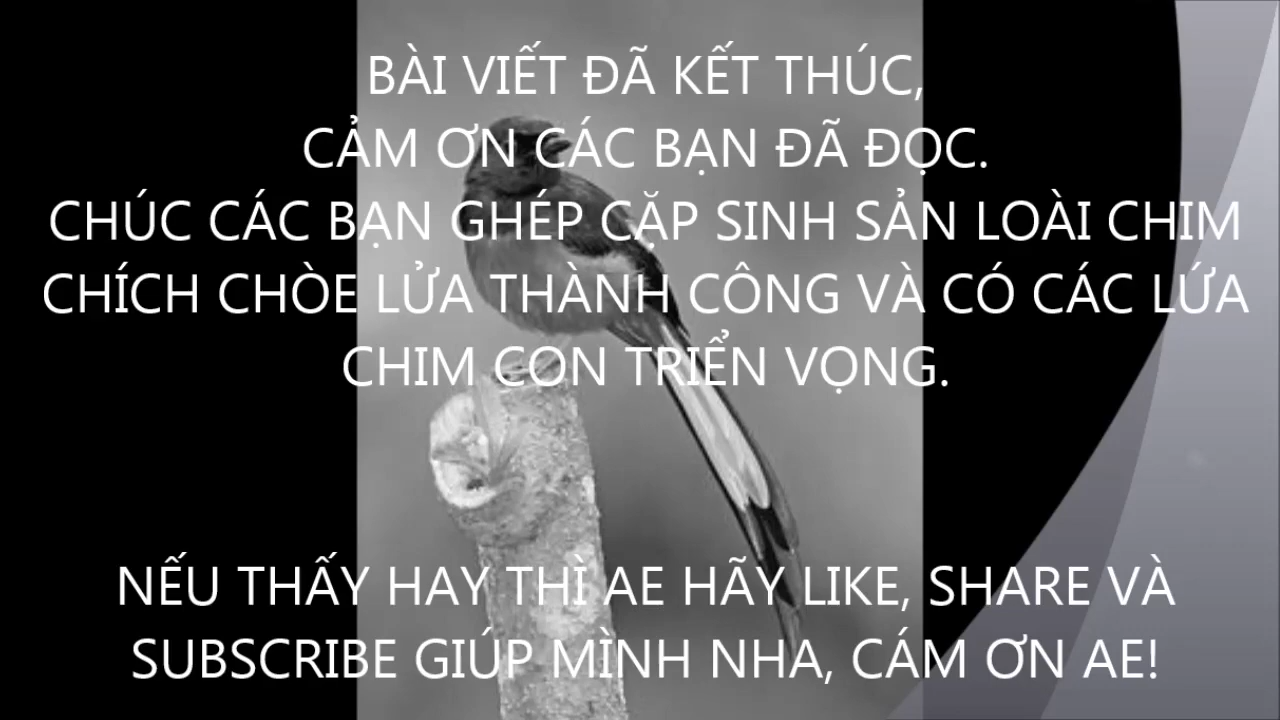 BÀI VIẾT ĐÃ KẾT THÚC,
CẢM ƠN CÁC BẠN ĐÃ ĐỌC.
CHÚC CÁC BẠN GHÉP CẶP SINH SẢN LOÀI CHIM
CHÍCH CHÒE LỬA THÀNH CÔNG VÀ CÓ CÁC LỨA
CHIM CON TRIỂN VỌNG.
NẾU THẤY HAY THÌ AE HÃY LIKE, SHARE VÀ
SUBSCRIBE GIÚP MÌNH NHA, CÁM ƠN AE!